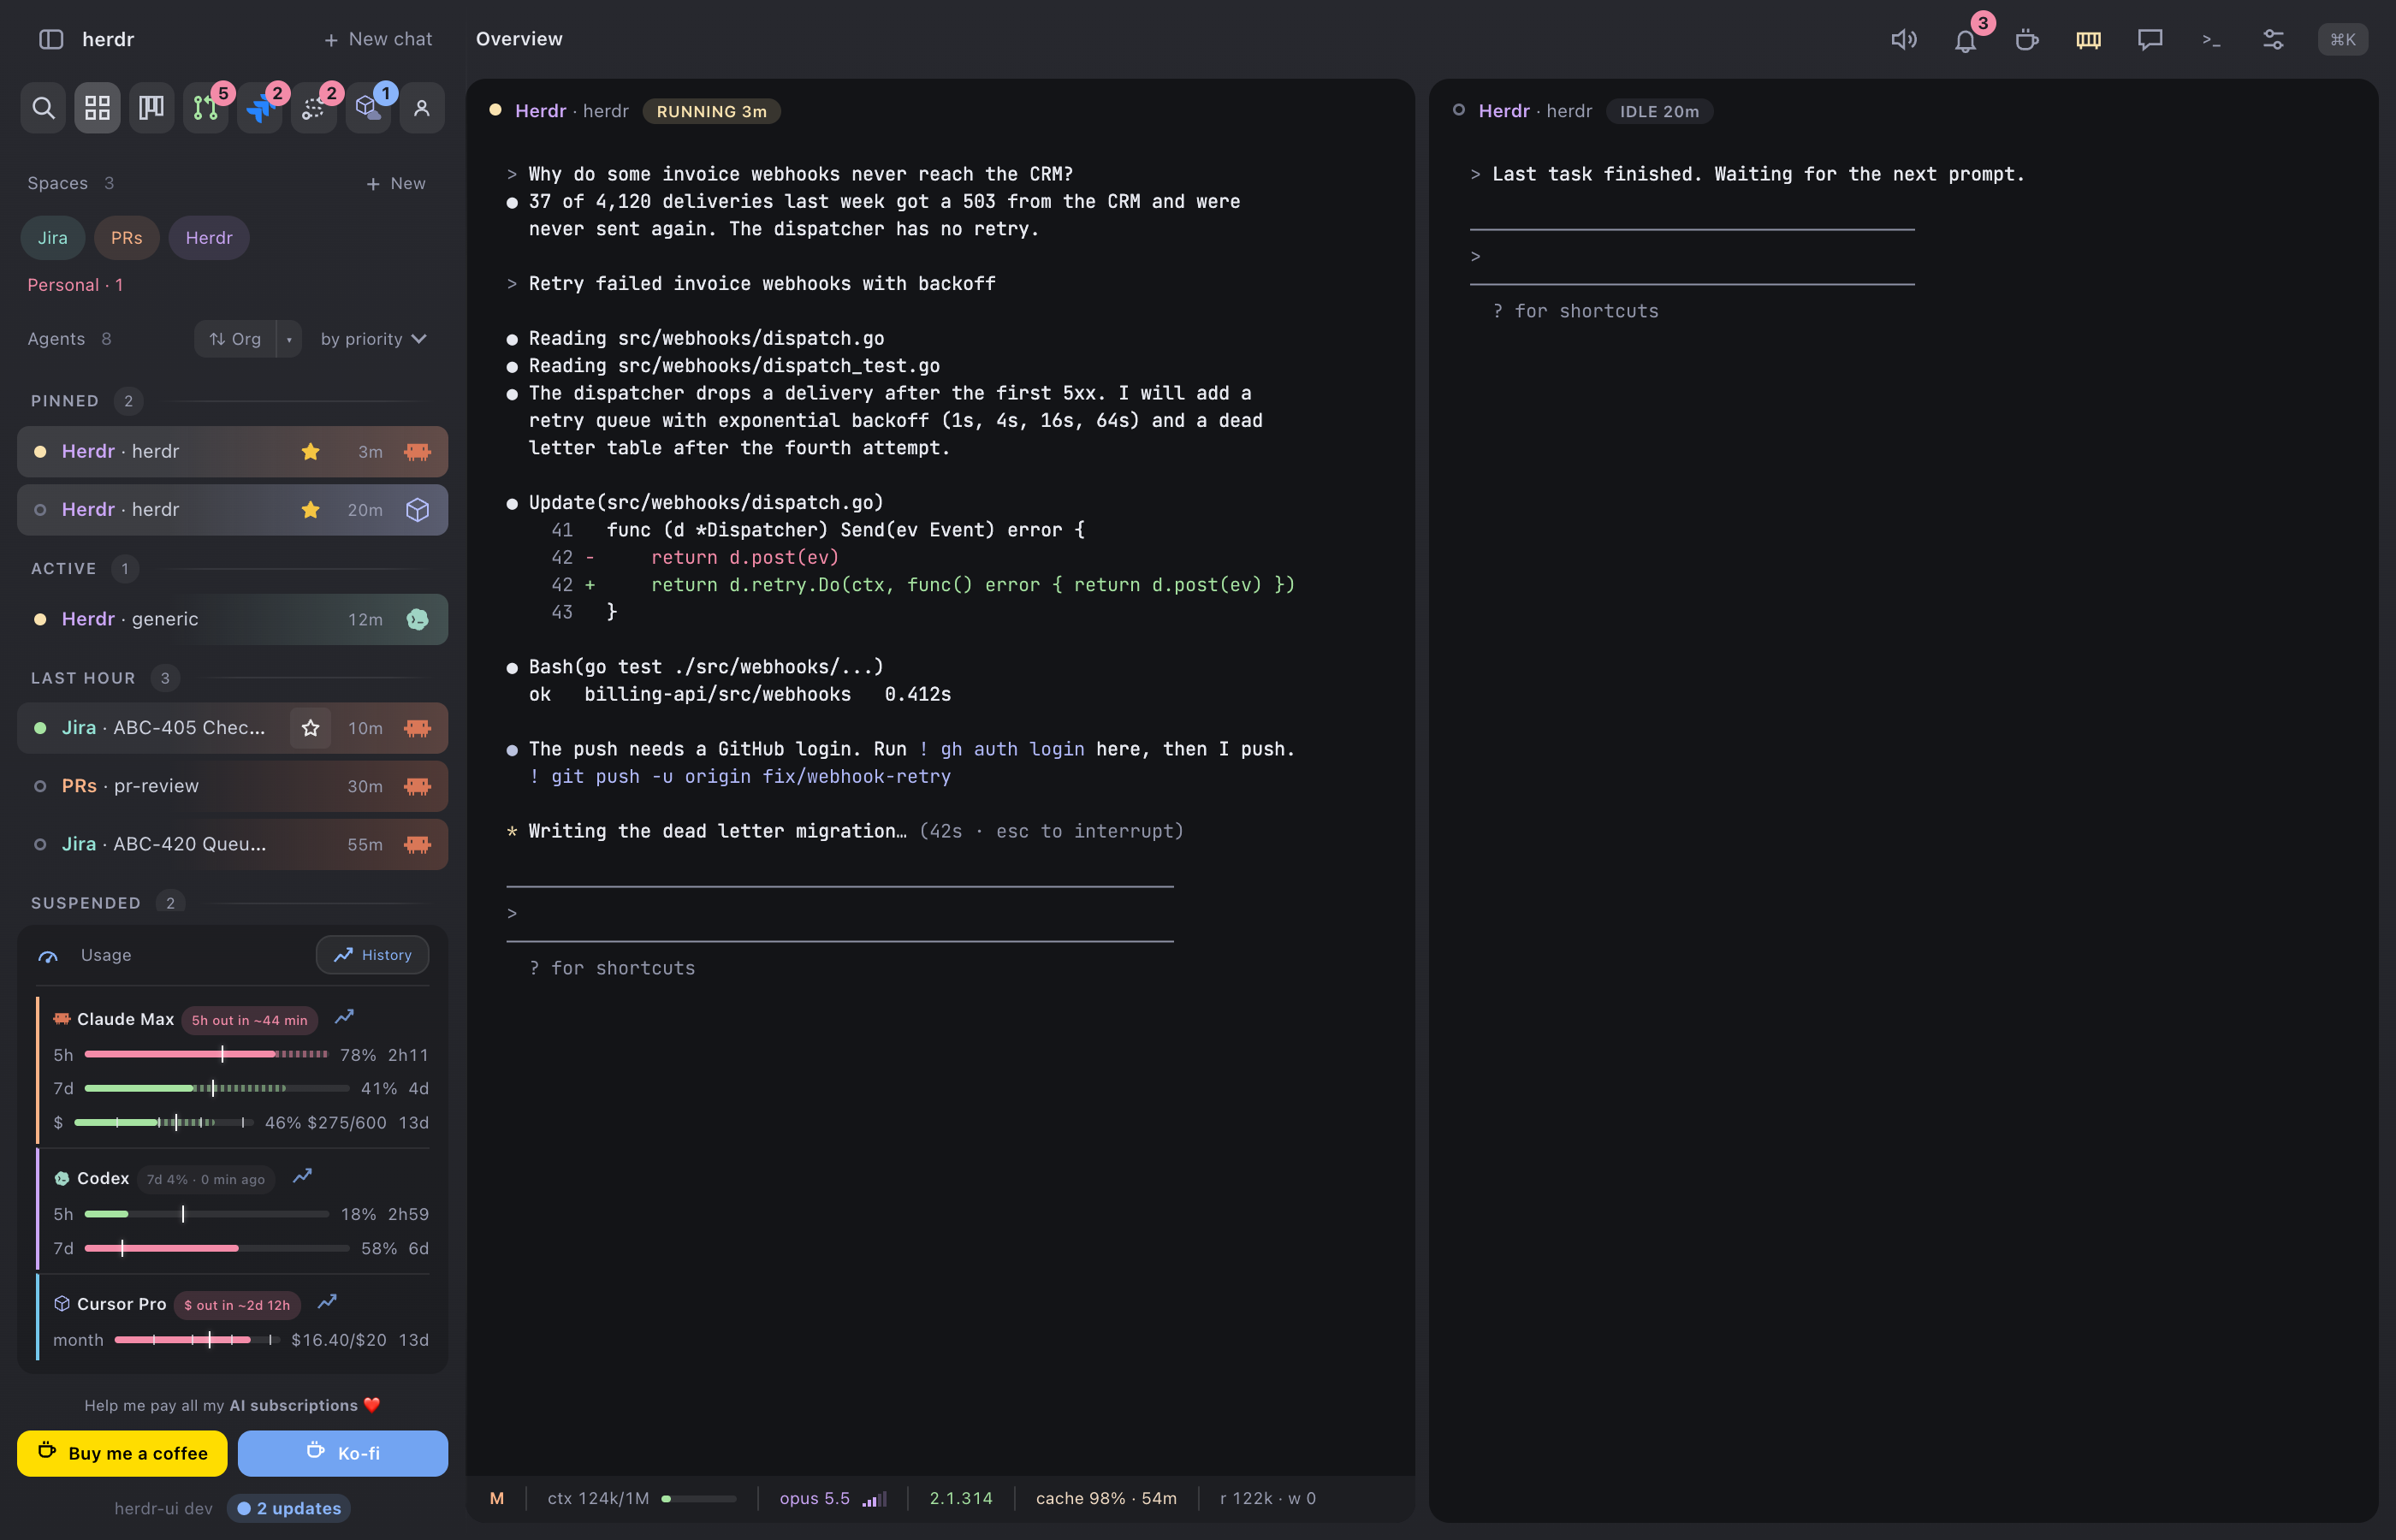 herdr
+ New chat
Overview
3
⌘K
5
2
2
1
Spaces 3
+ New
Jira
PRs
Herdr
Personal · 1
Agents 8
Org
by priority
PINNED 2
Herdr · herdr 3m
Herdr · herdr 20m
ACTIVE 1
Herdr · generic 12m
LAST HOUR 3
Jira · ABC-405 Chec... 10m
PRs · pr-review 30m
Jira · ABC-420 Queu... 55m
SUSPENDED 2
Usage
History
Claude Max 5h out in ~44 min
5h 78% 2h11
7d 41% 4d
$ 46% $275/600 13d
Codex 7d 4% · 0 min ago
5h 18% 2h59
7d 58% 6d
Cursor Pro $ out in ~2d 12h
month $16.40/$20 13d
Help me pay all my AI subscriptions ❤️
Buy me a coffee
Ko-fi
herdr-ui dev
2 updates
Herdr · herdr RUNNING 3m
> Why do some invoice webhooks never reach the CRM?
● 37 of 4,120 deliveries last week got a 503 from the CRM and were
never sent again. The dispatcher has no retry.
> Retry failed invoice webhooks with backoff
● Reading src/webhooks/dispatch.go
● Reading src/webhooks/dispatch_test.go
● The dispatcher drops a delivery after the first 5xx. I will add a
retry queue with exponential backoff (1s, 4s, 16s, 64s) and a dead
letter table after the fourth attempt.
● Update(src/webhooks/dispatch.go)
41 func (d *Dispatcher) Send(ev Event) error {
42 - return d.post(ev)
42 + return d.retry.Do(ctx, func() error { return d.post(ev) })
43 }
● Bash(go test ./src/webhooks/...)
ok billing-api/src/webhooks 0.412s
● The push needs a GitHub login. Run ! gh auth login here, then I push.
! git push -u origin fix/webhook-retry
* Writing the dead letter migration… (42s · esc to interrupt)
>
? for shortcuts
M
ctx 124k/1M
opus 5.5
2.1.314
cache 98% · 54m
r 122k · w 0
Herdr · herdr IDLE 20m
> Last task finished. Waiting for the next prompt.
>
? for shortcuts